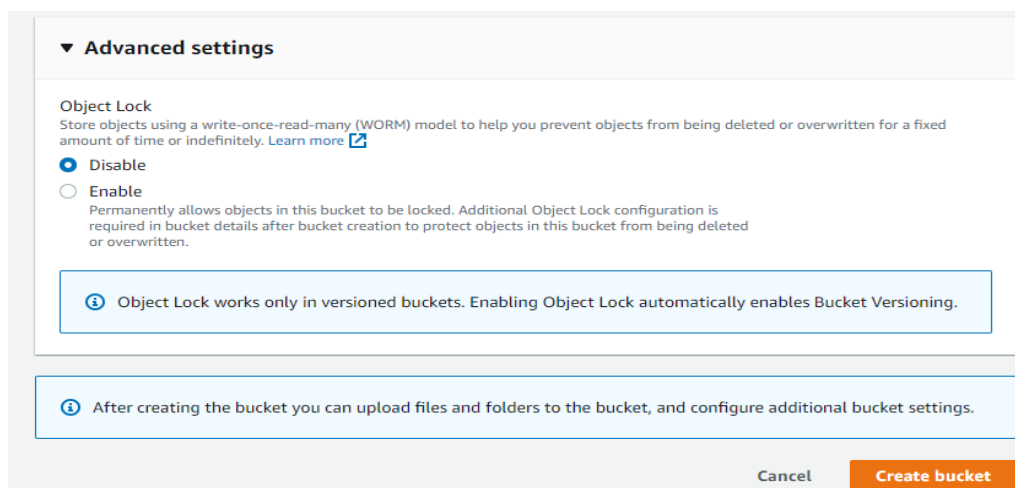 Advanced settings
Object Lock
Store objects using a write-once-read-many (WORM) model to help you prevent objects from being deleted or overwritten for a fixed
amount of time or indefinitely. Learn more
Disable
Enable
Permanently allows objects in this bucket to be locked. Additional Object Lock configuration is
required in bucket details after bucket creation to protect objects in this bucket from being deleted
or overwritten.
Object Lock works only in versioned buckets. Enabling Object Lock automatically enables Bucket Versioning.
After creating the bucket you can upload files and folders to the bucket, and configure additional bucket settings.
Cancel Create bucket